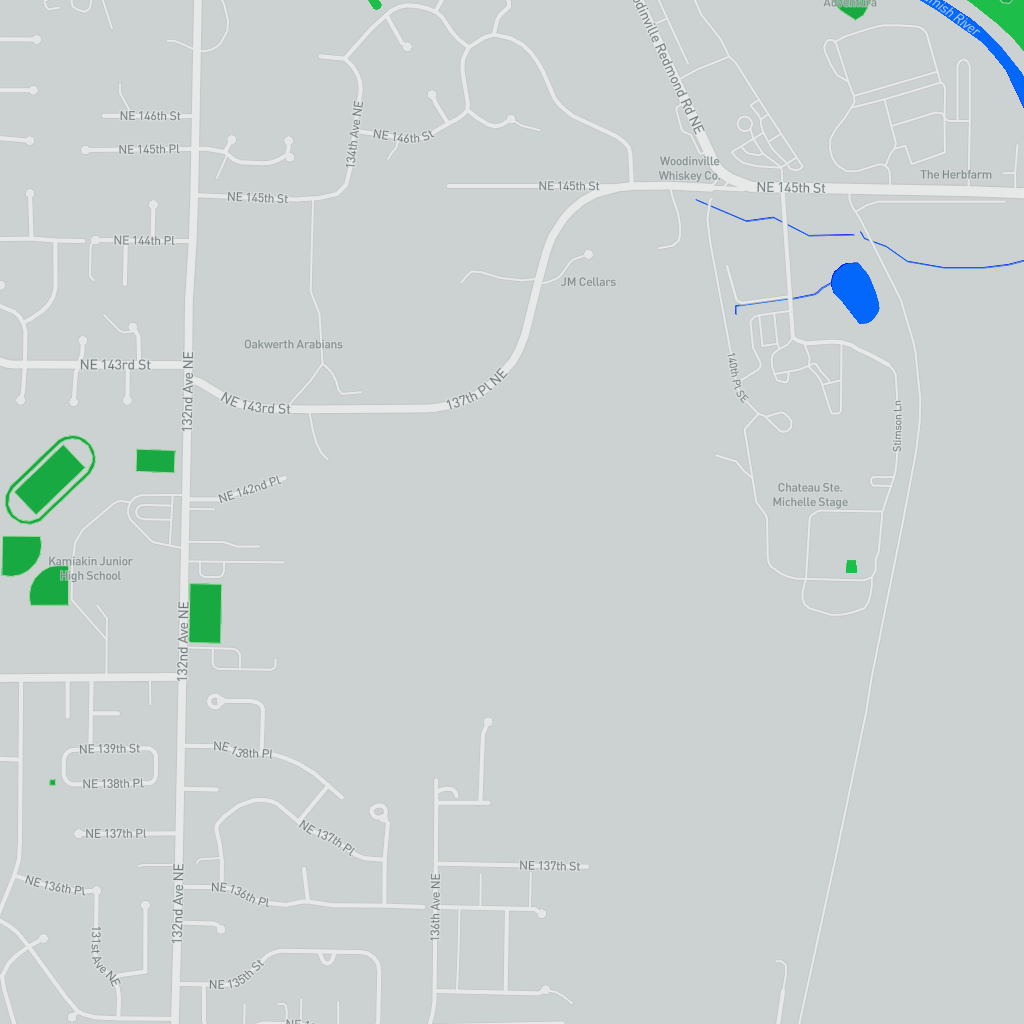 Adventura
mish River
odinville Redmond Rd NE
NE 146th St
134th Ave NE
NE 146th St
NE 145th Pl
Woodinville
Whiskey Co.
The Herbfarm
NE 145th St
NE 145th St
NE 145th St
NE 144th Pl
JM Cellars
Oakwerth Arabians
NE 143rd St
132nd Ave NE
NE 143rd St
137th Pl NE
140th Pl SE
Stimson Ln
NE 142nd Pl
Chateau Ste.
Michelle Stage
Kamiakin Junior
High School
132nd Ave NE
NE 139th St
NE 138th Pl
NE 138th Pl
NE 137th Pl
NE 137th Pl
NE 137th St
NE 136th Pl
NE 136th Pl
132nd Ave NE
136th Ave NE
131st Ave NE
NE 135th St